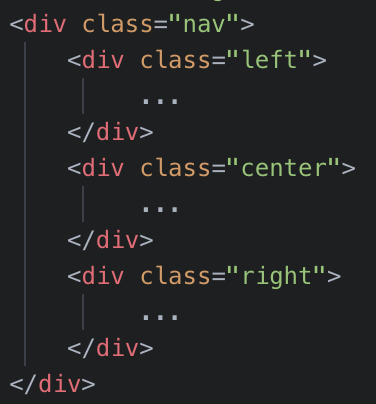 <div class="nav">
    <div class="left">
        ...
    </div>
    <div class="center">
        ...
    </div>
    <div class="right">
        ...
    </div>
</div>